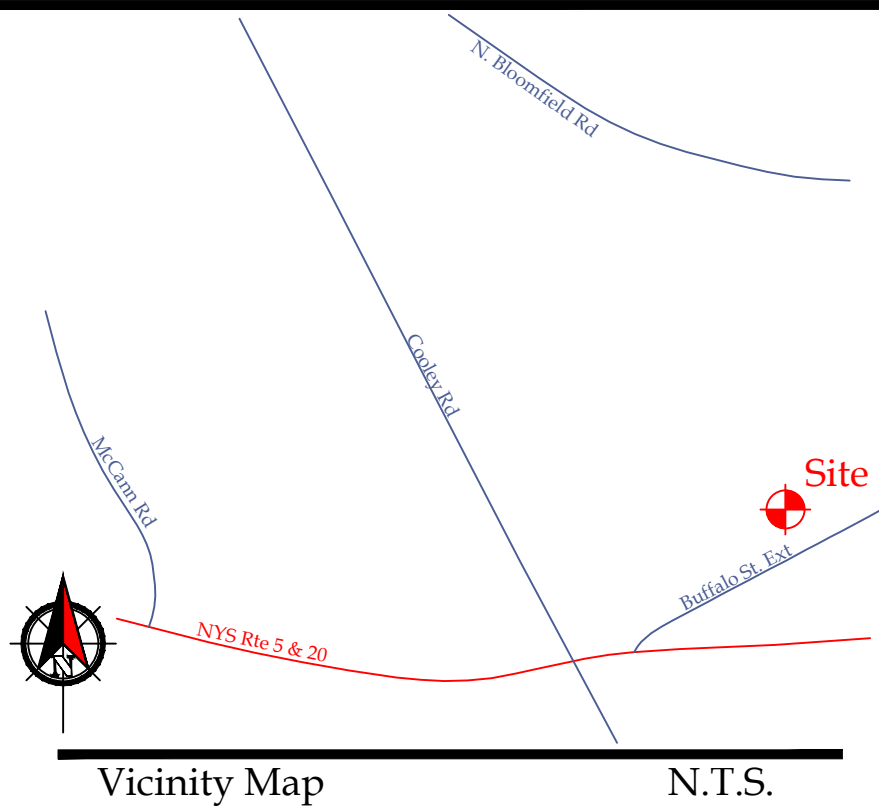 N. Bloomfield Rd
Cooley Rd
McCann Rd
Site
Buffalo St. Ext
NYS Rte 5 & 20
N
Vicinity Map
N.T.S.